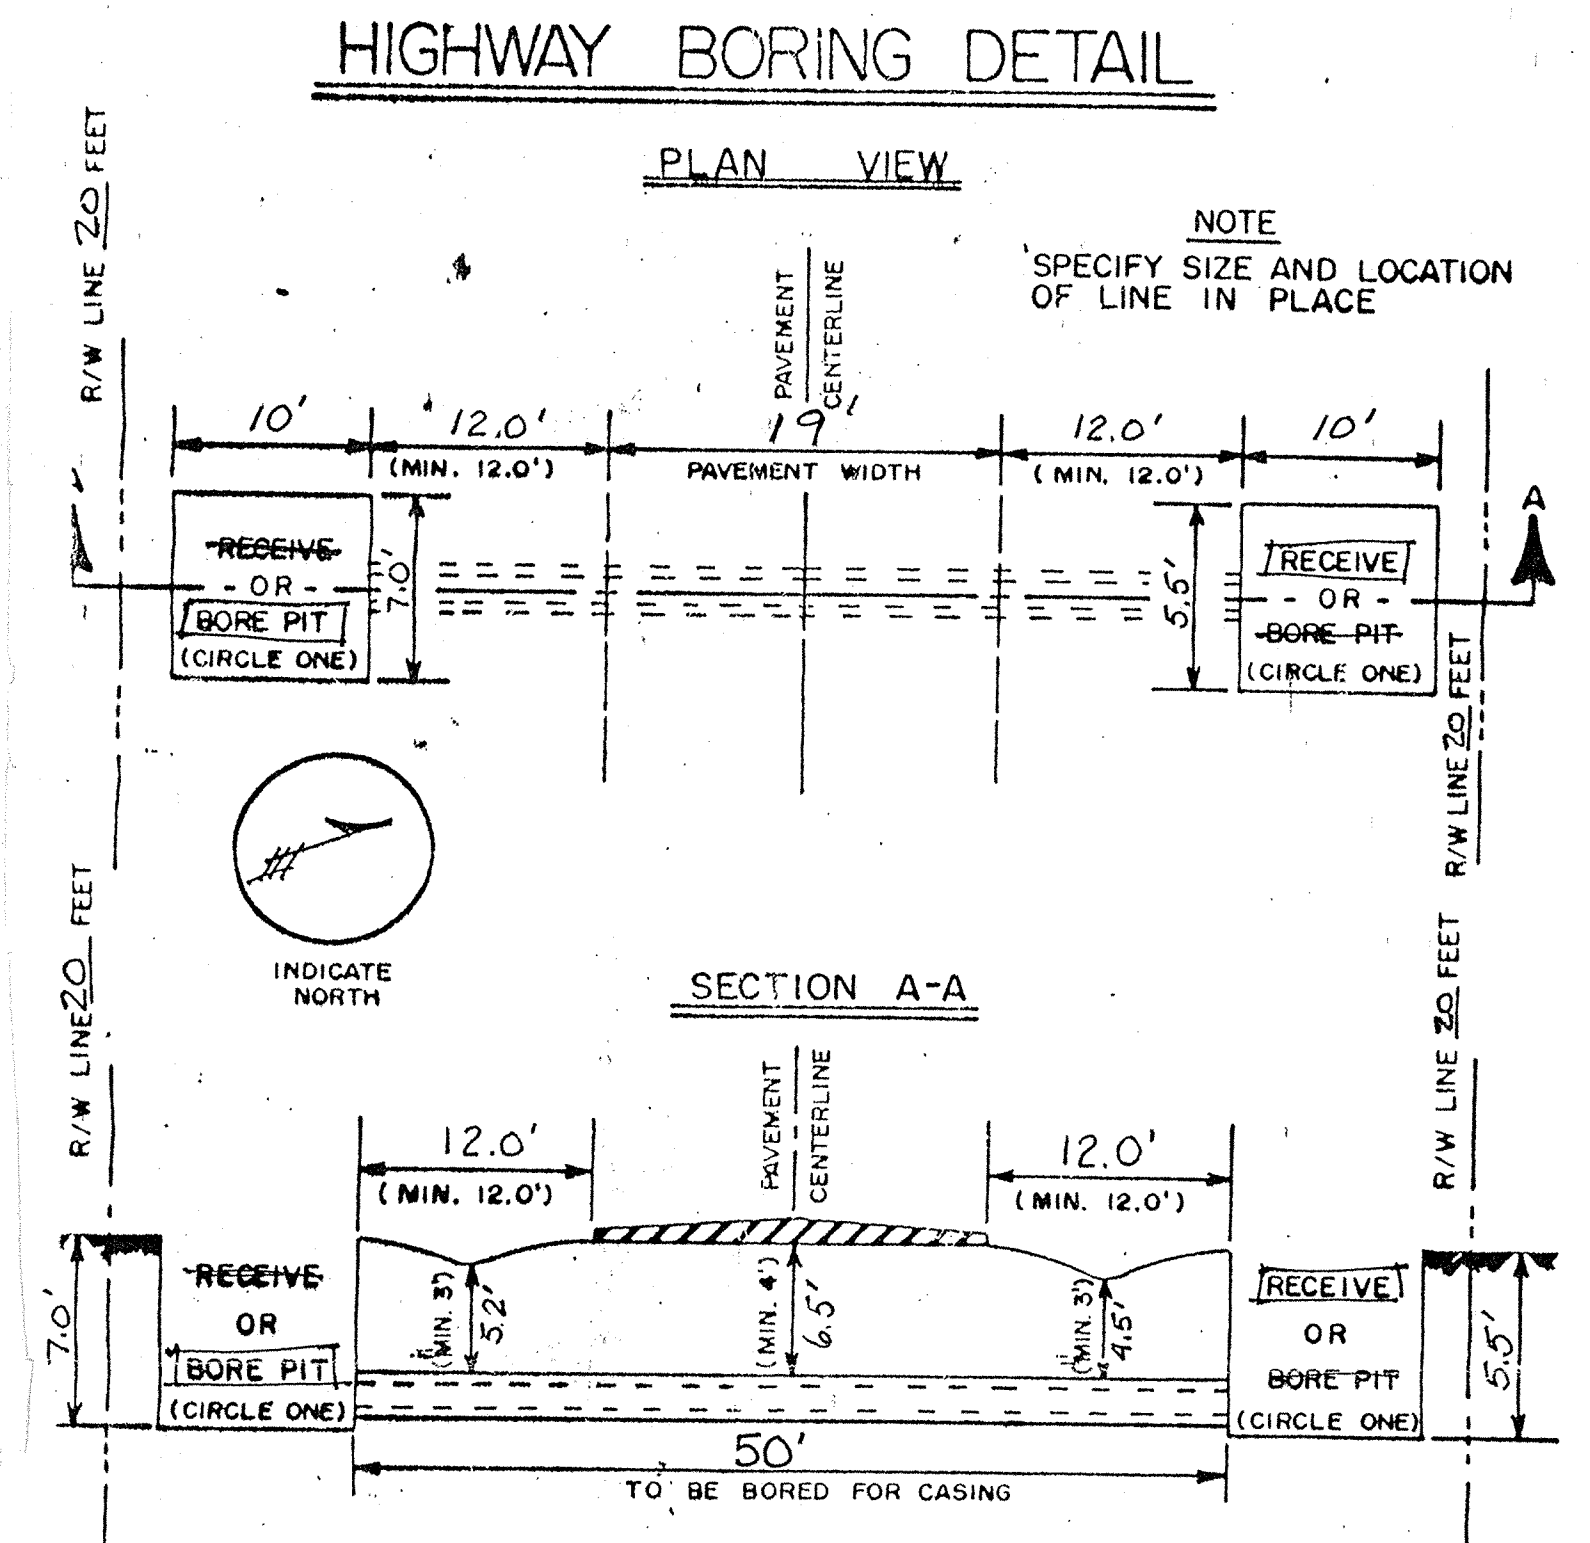 HIGHWAY BORING DETAIL
PLAN VIEW
NOTE
SPECIFY SIZE AND LOCATION
OF LINE IN PLACE
R/W LINE 20 FEET
PAVEMENT
CENTERLINE
10'
12.0'
19'
12.0'
10'
(MIN. 12.0')
PAVEMENT WIDTH
(MIN. 12.0')
A
RECEIVE
OR
BORE PIT
(CIRCLE ONE)
7.0'
5.5'
RECEIVE
OR
BORE PIT
(CIRCLE ONE)
R/W LINE 20 FEET
INDICATE
NORTH
SECTION A-A
R/W LINE 20 FEET
PAVEMENT
CENTERLINE
R/W LINE 20 FEET
12.0'
(MIN. 12.0')
12.0'
(MIN. 12.0')
7.0'
RECEIVE
OR
BORE PIT
(CIRCLE ONE)
(MIN. 3')
5.2'
(MIN. 4')
6.5'
(MIN. 3')
4.5'
RECEIVE
OR
BORE PIT
(CIRCLE ONE)
5.5'
50'
TO BE BORED FOR CASING